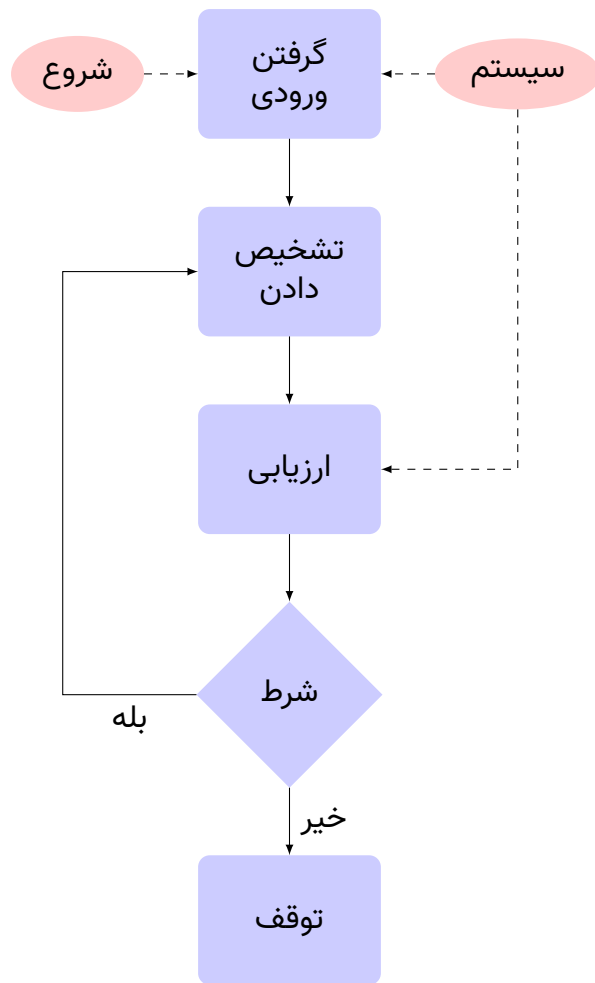 شروع
گرفتن
ورودی
سیستم
تشخیص
دادن
ارزیابی
شرط
بله
خیر
توقف